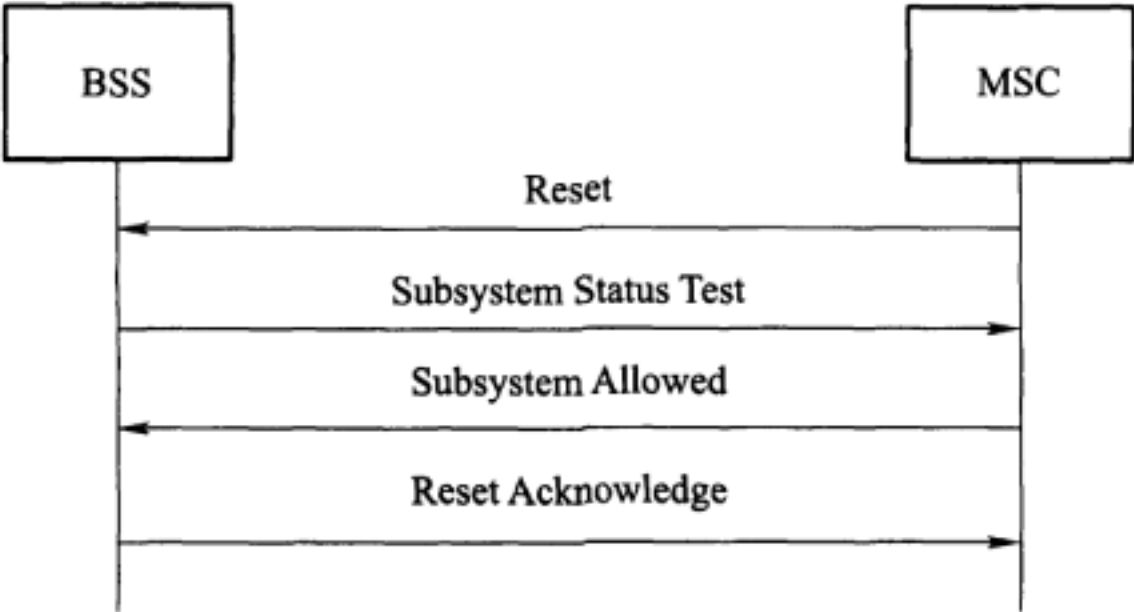 BSS
MSC
Reset
Subsystem Status Test
Subsystem Allowed
Reset Acknowledge